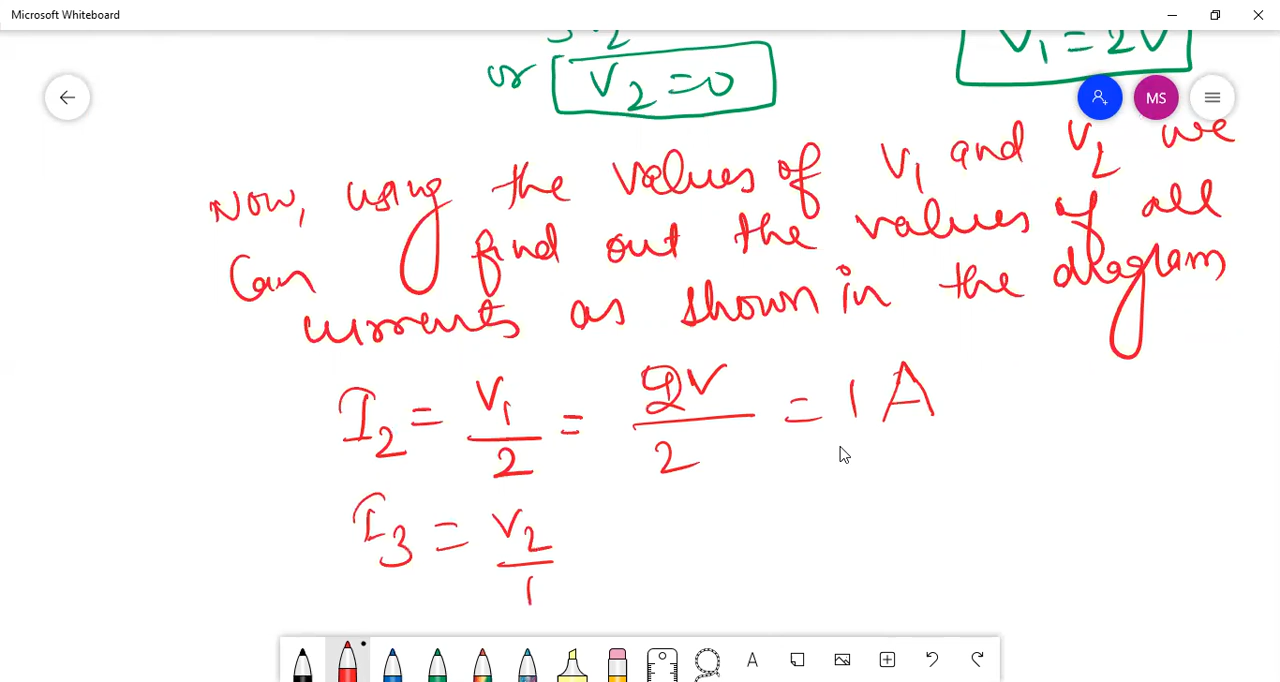 Microsoft Whiteboard
or V2 = 0
V1 = 2V
MS
Now, using the values of V1 and V2 we
can find out the values of all
currents as shown in the diagram
I2 = V1/2 = 2V/2 = 1 A
I3 = V2/1
A